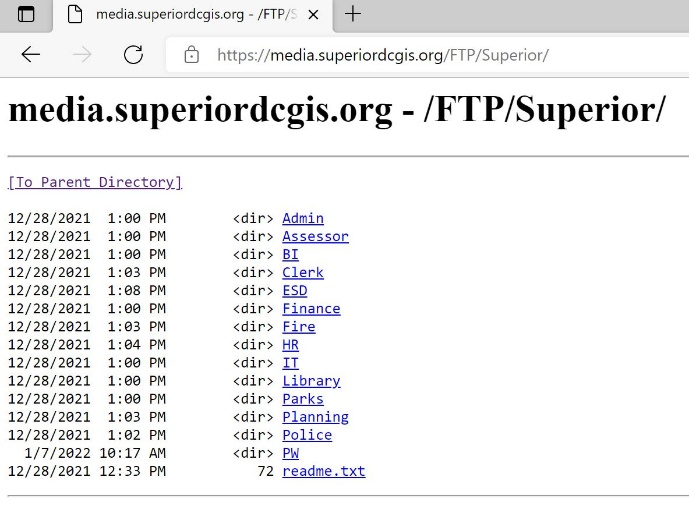 media.superiordcgis.org - /FTP/S
https://media.superiordcgis.org/FTP/Superior/
media.superiordcgis.org - /FTP/Superior/
[To Parent Directory]
12/28/2021 1:00 PM <dir> Admin
12/28/2021 1:00 PM <dir> Assessor
12/28/2021 1:00 PM <dir> BI
12/28/2021 1:03 PM <dir> Clerk
12/28/2021 1:08 PM <dir> ESD
12/28/2021 1:00 PM <dir> Finance
12/28/2021 1:03 PM <dir> Fire
12/28/2021 1:04 PM <dir> HR
12/28/2021 1:00 PM <dir> IT
12/28/2021 1:00 PM <dir> Library
12/28/2021 1:00 PM <dir> Parks
12/28/2021 1:03 PM <dir> Planning
12/28/2021 1:02 PM <dir> Police
1/7/2022 10:17 AM <dir> PW
12/28/2021 12:33 PM 72 readme.txt